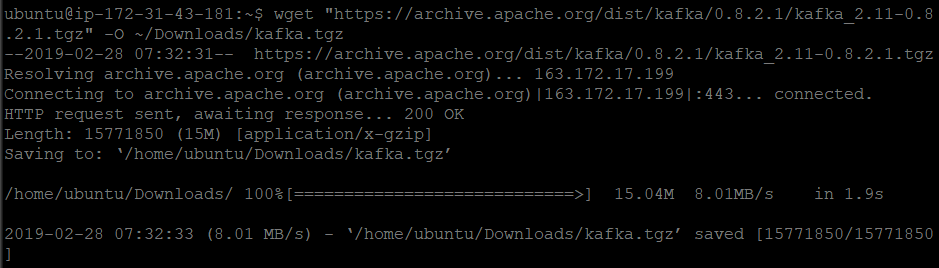 ubuntu@ip-172-31-43-181:~$ wget "https://archive.apache.org/dist/kafka/0.8.2.1/kafka_2.11-0.8
.2.1.tgz" -O ~/Downloads/kafka.tgz
--2019-02-28 07:32:31--  https://archive.apache.org/dist/kafka/0.8.2.1/kafka_2.11-0.8.2.1.tgz
Resolving archive.apache.org (archive.apache.org)... 163.172.17.199
Connecting to archive.apache.org (archive.apache.org)|163.172.17.199|:443... connected.
HTTP request sent, awaiting response... 200 OK
Length: 15771850 (15M) [application/x-gzip]
Saving to: ‘/home/ubuntu/Downloads/kafka.tgz’
/home/ubuntu/Downloads/ 100%[============================>]  15.04M  8.01MB/s    in 1.9s
2019-02-28 07:32:33 (8.01 MB/s) - ‘/home/ubuntu/Downloads/kafka.tgz’ saved [15771850/15771850
]